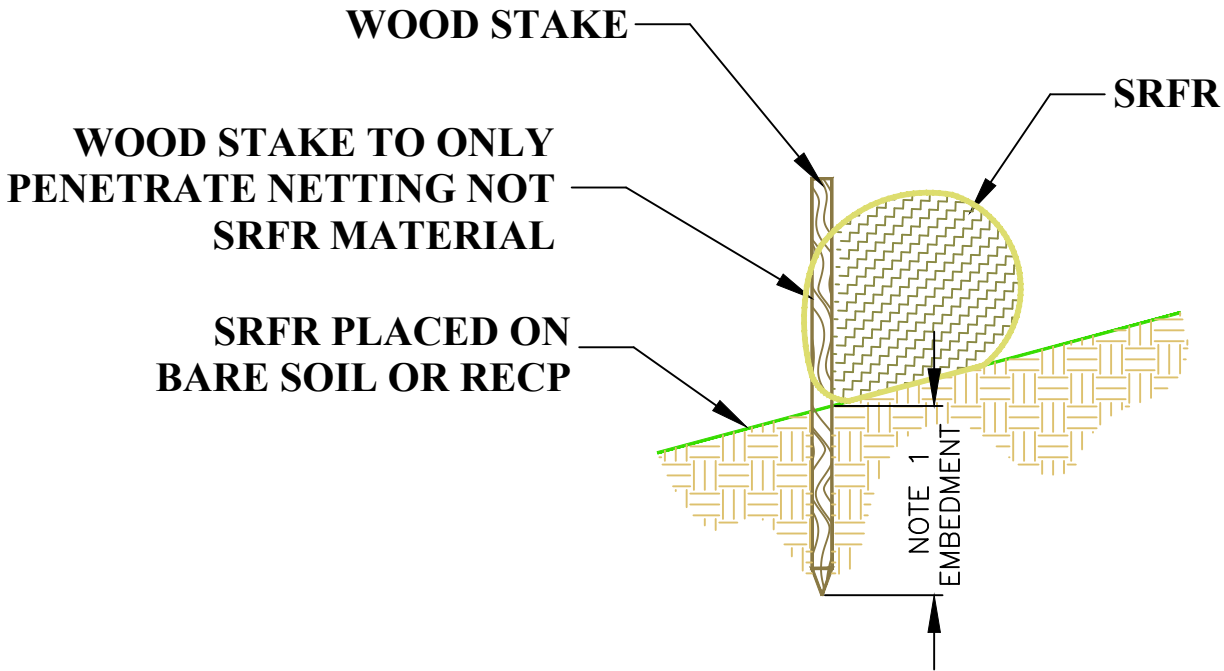 WOOD STAKE
SRFR
WOOD STAKE TO ONLY
PENETRATE NETTING NOT
SRFR MATERIAL
SRFR PLACED ON
BARE SOIL OR RECP
NOTE 1
EMBEDMENT